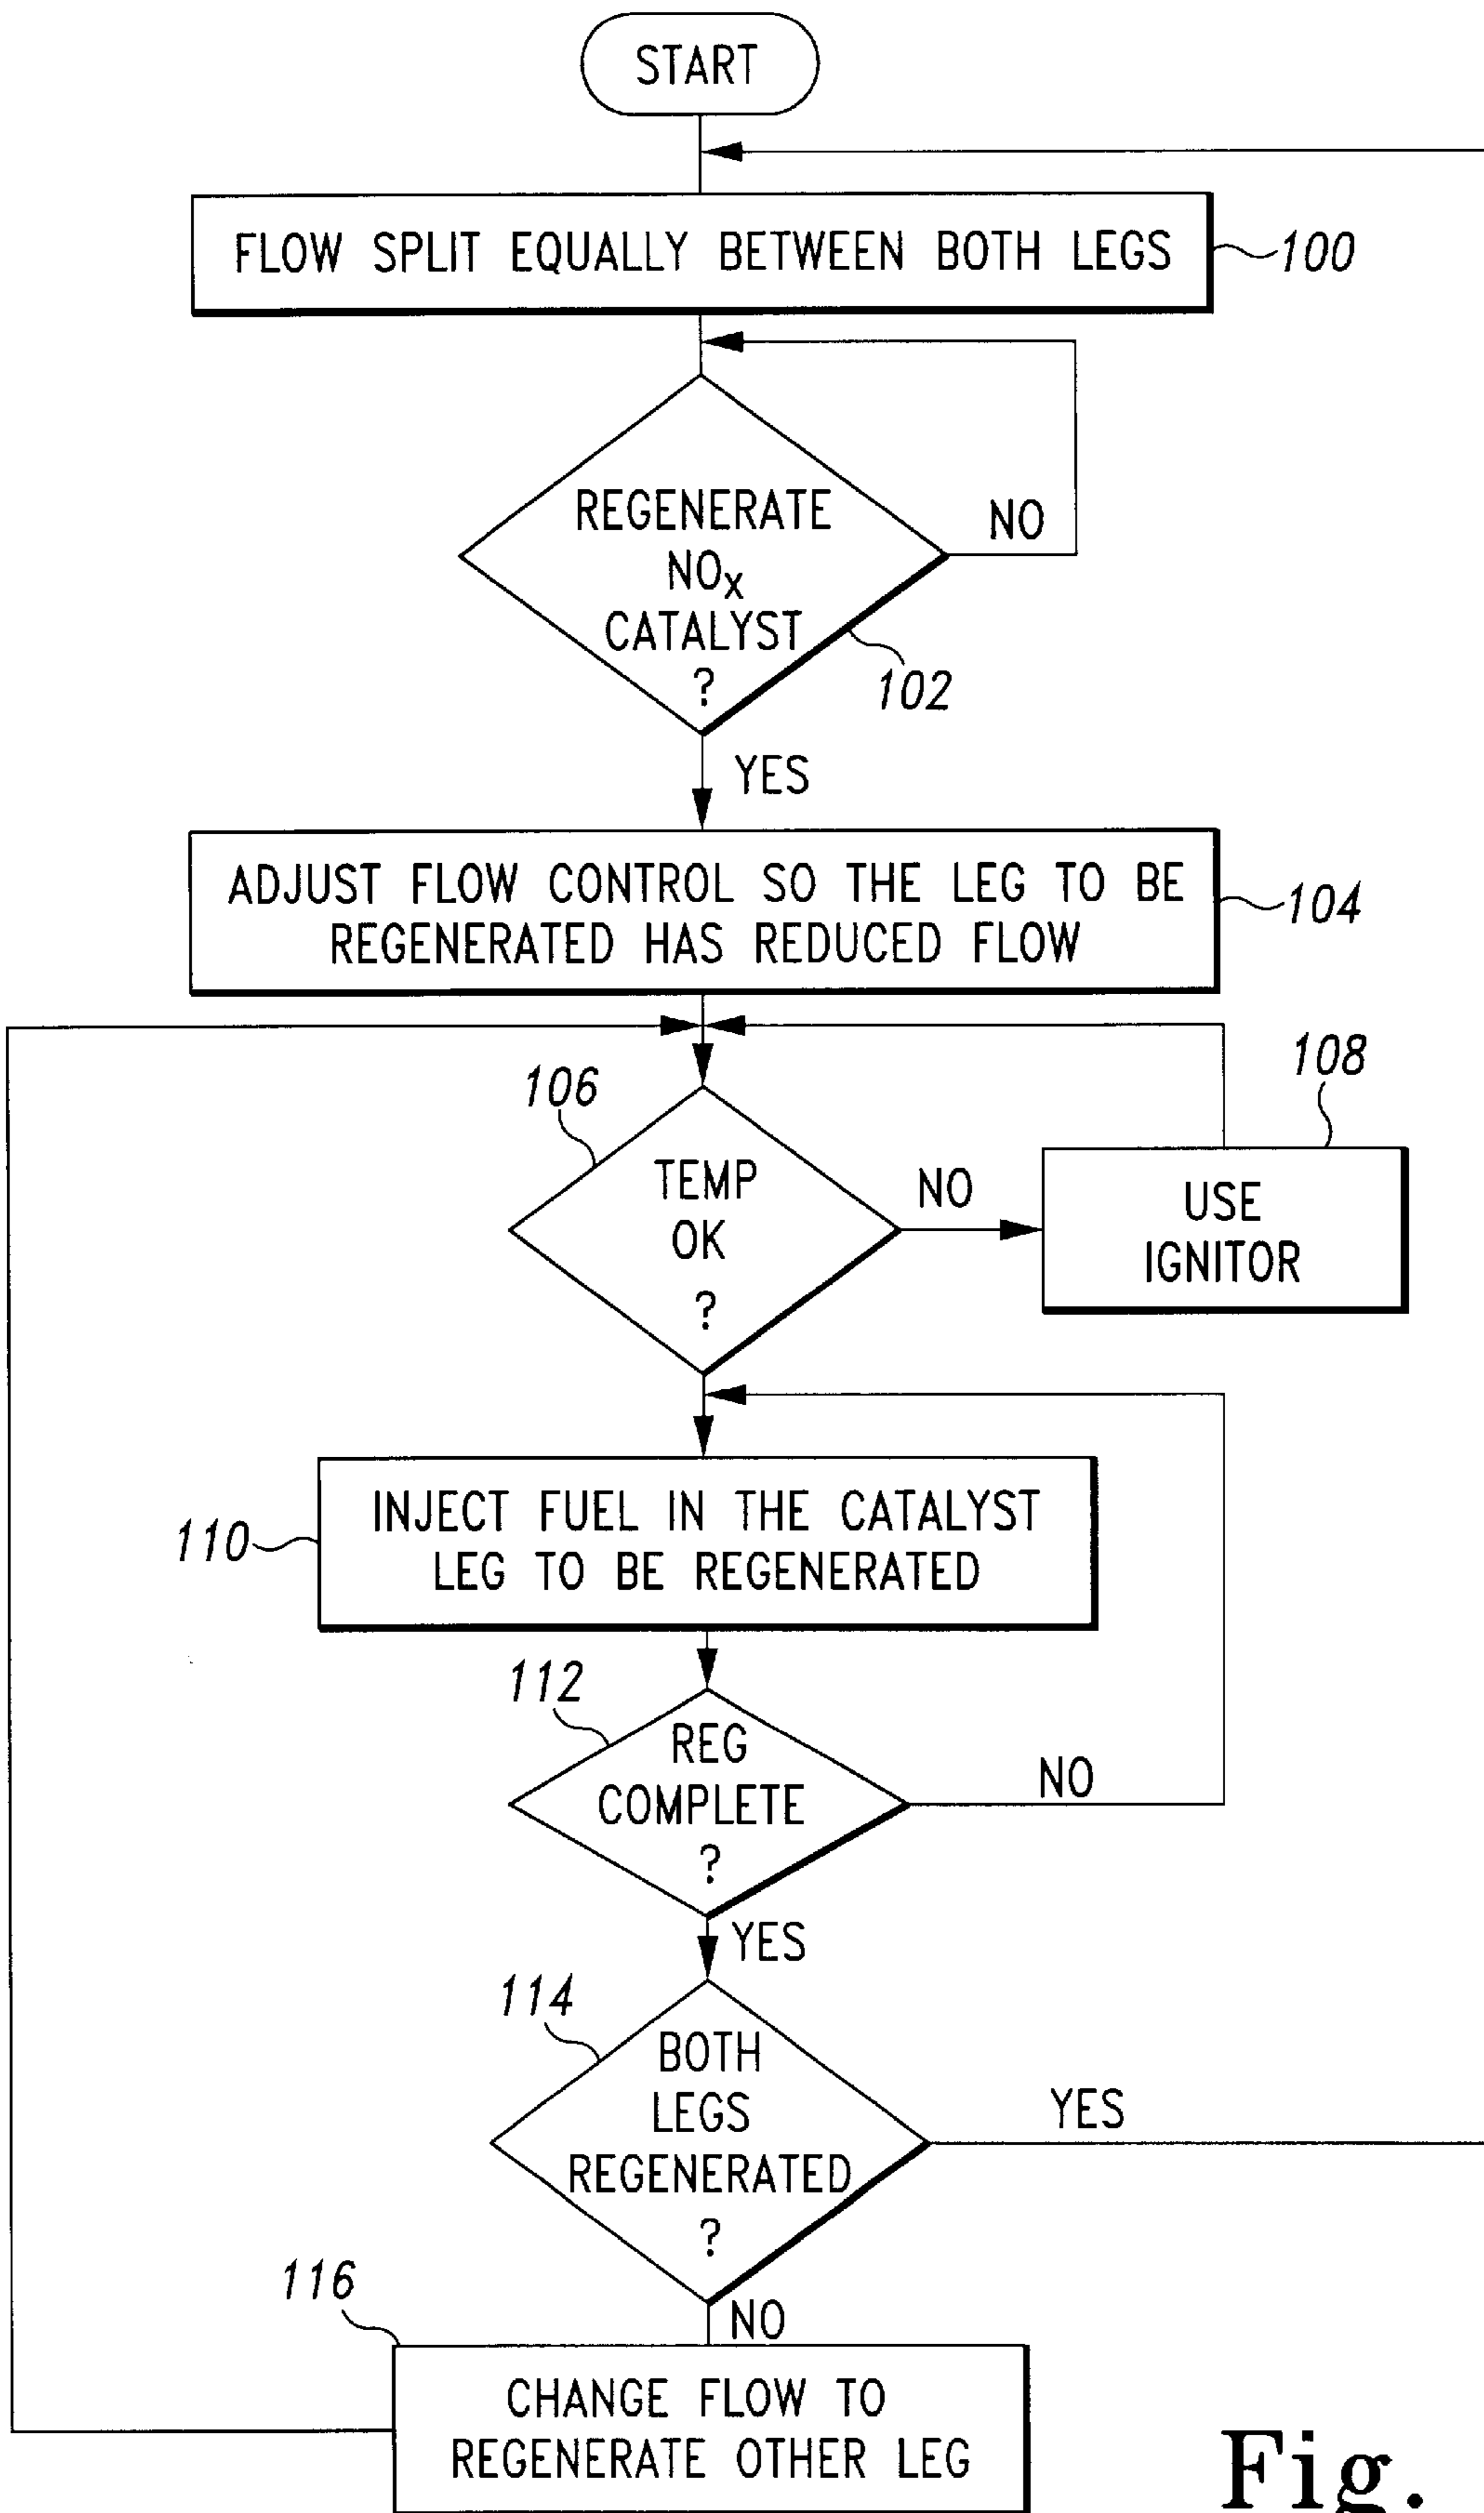 START
FLOW SPLIT EQUALLY BETWEEN BOTH LEGS
100
REGENERATE
NOx
CATALYST
?
NO
102
YES
ADJUST FLOW CONTROL SO THE LEG TO BE
REGENERATED HAS REDUCED FLOW
104
106
TEMP
OK
?
NO
108
USE
IGNITOR
110
INJECT FUEL IN THE CATALYST
LEG TO BE REGENERATED
112
REG
COMPLETE
?
NO
YES
114
BOTH
LEGS
REGENERATED
?
YES
NO
116
CHANGE FLOW TO
REGENERATE OTHER LEG
Fig.